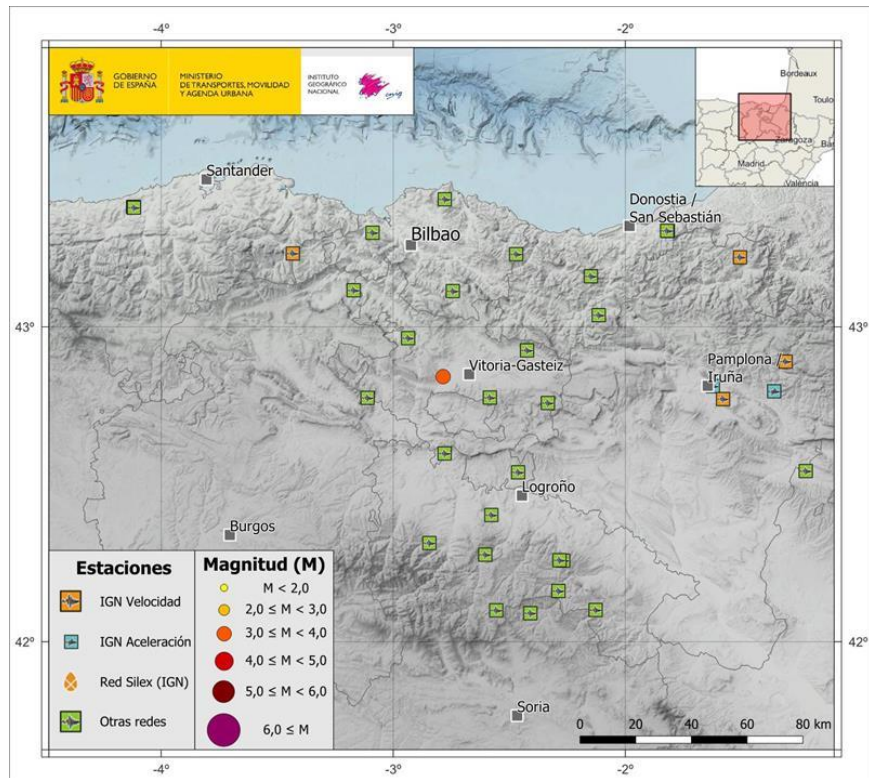 -4°
-3°
-2°
GOBIERNO
DE ESPAÑA
MINISTERIO
DE TRANSPORTES, MOVILIDAD
Y AGENDA URBANA
INSTITUTO
GEOGRÁFICO
NACIONAL
Bordeaux
Toulo
Zaragoza
Ba
Madrid
València
Santander
Bilbao
Donostia /
San Sebastián
43°
43°
Vitoria-Gasteiz
Pamplona /
Iruña
Logroño
Burgos
42°
42°
Soria
Estaciones
IGN Velocidad
IGN Aceleración
Red Silex (IGN)
Otras redes
Magnitud (M)
M < 2,0
2,0 ≤ M < 3,0
3,0 ≤ M < 4,0
4,0 ≤ M < 5,0
5,0 ≤ M < 6,0
6,0 ≤ M
0 20 40 60 80 km
-4°
-3°
-2°